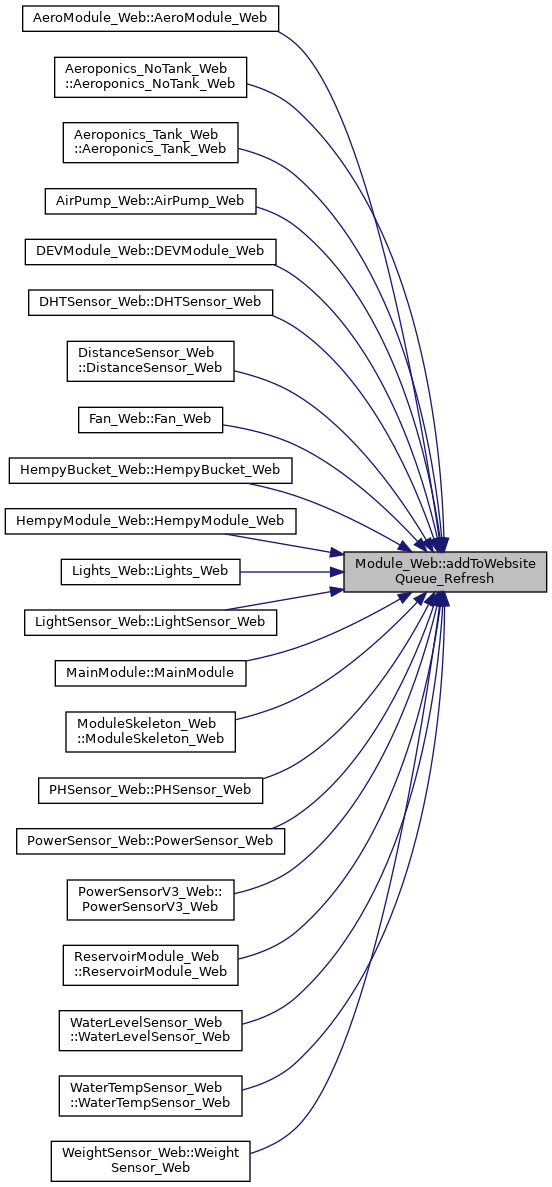 AeroModule_Web::AeroModule_Web
Aeroponics_NoTank_Web
::Aeroponics_NoTank_Web
Aeroponics_Tank_Web
::Aeroponics_Tank_Web
AirPump_Web::AirPump_Web
DEVModule_Web::DEVModule_Web
DHTSensor_Web::DHTSensor_Web
DistanceSensor_Web
::DistanceSensor_Web
Fan_Web::Fan_Web
HempyBucket_Web::HempyBucket_Web
HempyModule_Web::HempyModule_Web
Lights_Web::Lights_Web
LightSensor_Web::LightSensor_Web
MainModule::MainModule
ModuleSkeleton_Web
::ModuleSkeleton_Web
PHSensor_Web::PHSensor_Web
PowerSensor_Web::PowerSensor_Web
PowerSensorV3_Web::
PowerSensorV3_Web
ReservoirModule_Web
::ReservoirModule_Web
WaterLevelSensor_Web
::WaterLevelSensor_Web
WaterTempSensor_Web
::WaterTempSensor_Web
WeightSensor_Web::Weight
Sensor_Web
Module_Web::addToWebsite
Queue_Refresh